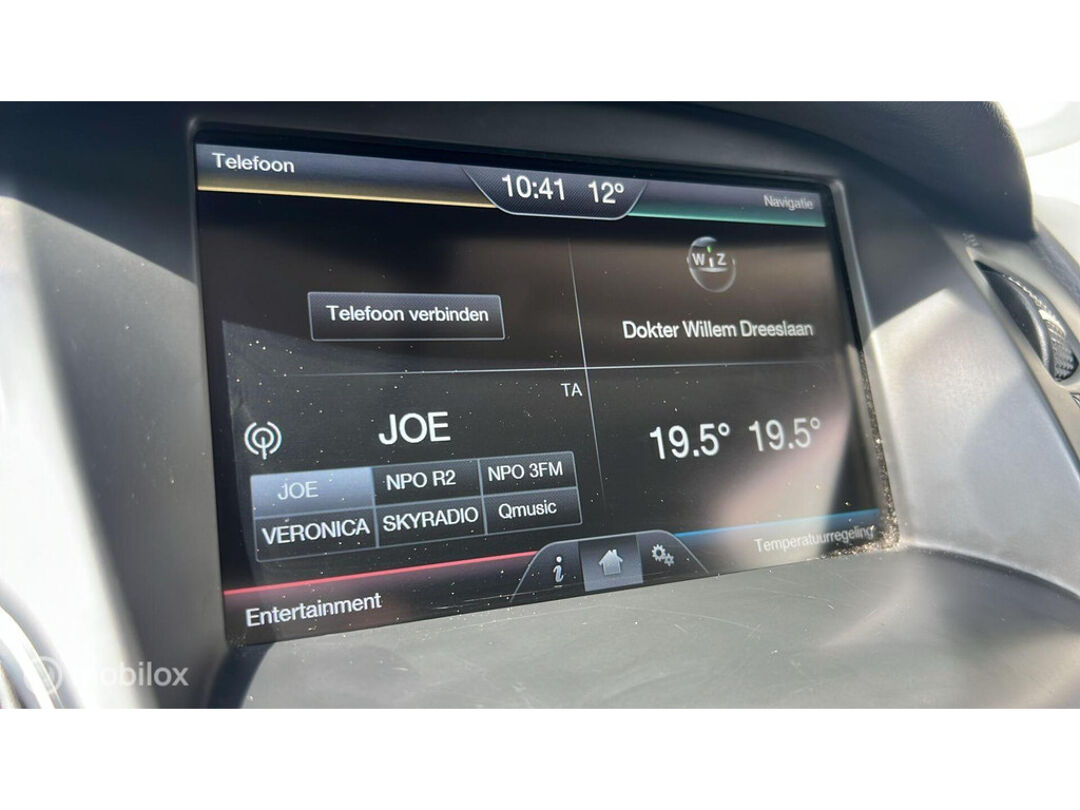 Telefoon
10:41 12°
Navigatie
W i Z
Telefoon verbinden
Dokter Willem Dreeslaan
TA
JOE
19.5° 19.5°
JOE NPO R2 NPO 3FM
VERONICA SKYRADIO Qmusic
i
Temperatuurregeling
Entertainment
mobilox